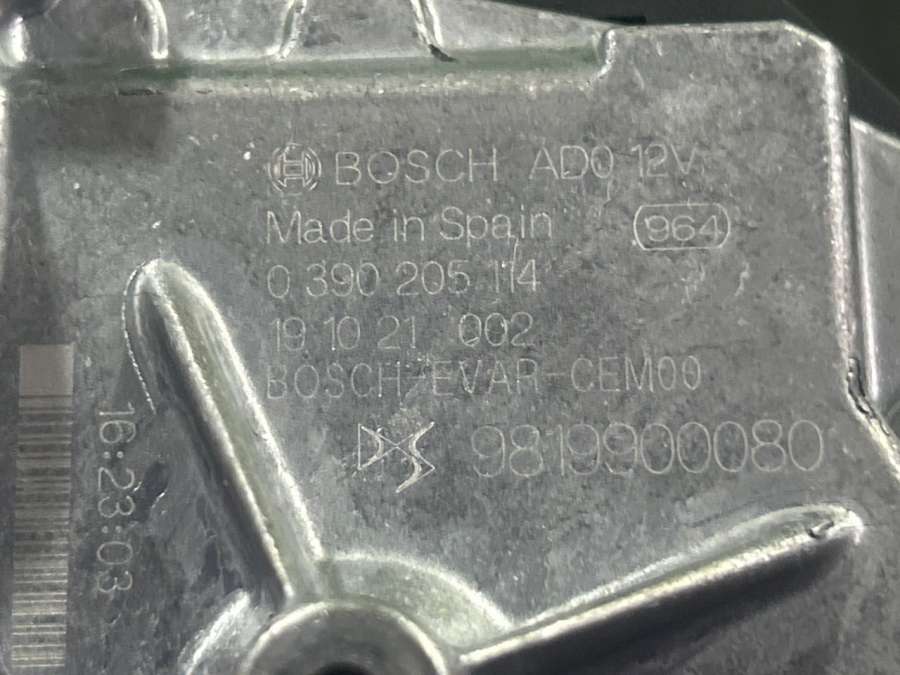 BOSCH AD0 12V
Made in Spain 964
0 390 205 114
19 10 21 002
BOSCH/EVAR-CEM00
DS 9819900080
16:23:03